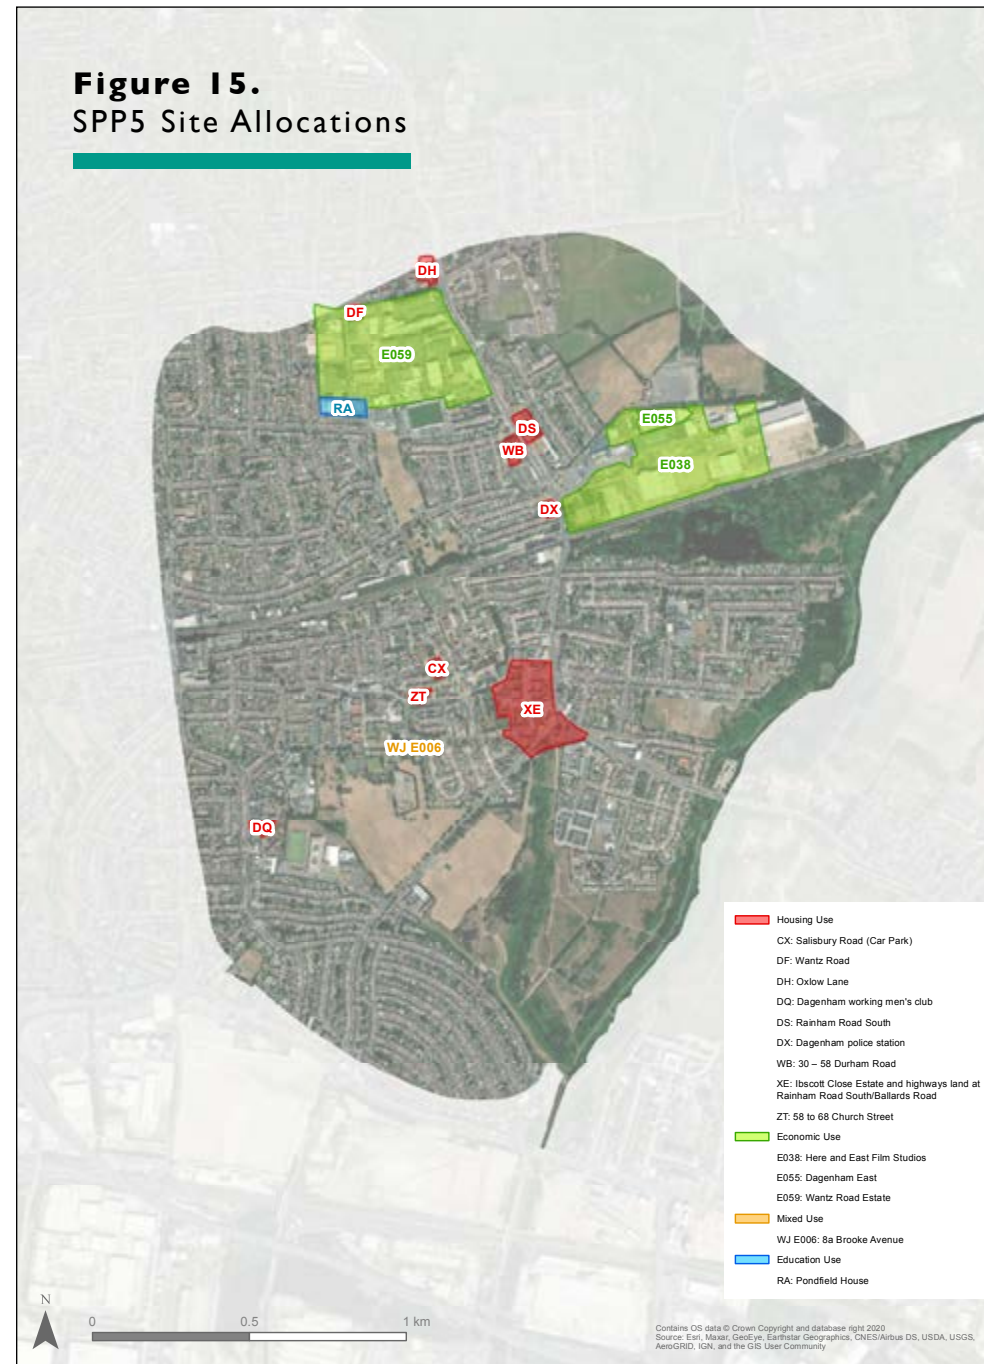 Figure 15.
SPP5 Site Allocations
DH
DF
E059
RA
DS
WB
E055
E038
DX
CX
ZT
XE
WJ E006
DQ
Housing Use
CX: Salisbury Road (Car Park)
DF: Wantz Road
DH: Oxlow Lane
DQ: Dagenham working men's club
DS: Rainham Road South
DX: Dagenham police station
WB: 30 – 58 Durham Road
XE: Ibscott Close Estate and highways land at
Rainham Road South/Ballards Road
ZT: 58 to 68 Church Street
Economic Use
E038: Here and East Film Studios
E055: Dagenham East
E059: Wantz Road Estate
Mixed Use
WJ E006: 8a Brooke Avenue
Education Use
RA: Pondfield House
N
0 0.5 1 km
Contains OS data © Crown Copyright and database right 2020
Source: Esri, Maxar, GeoEye, Earthstar Geographics, CNES/Airbus DS, USDA, USGS,
AeroGRID, IGN, and the GIS User Community